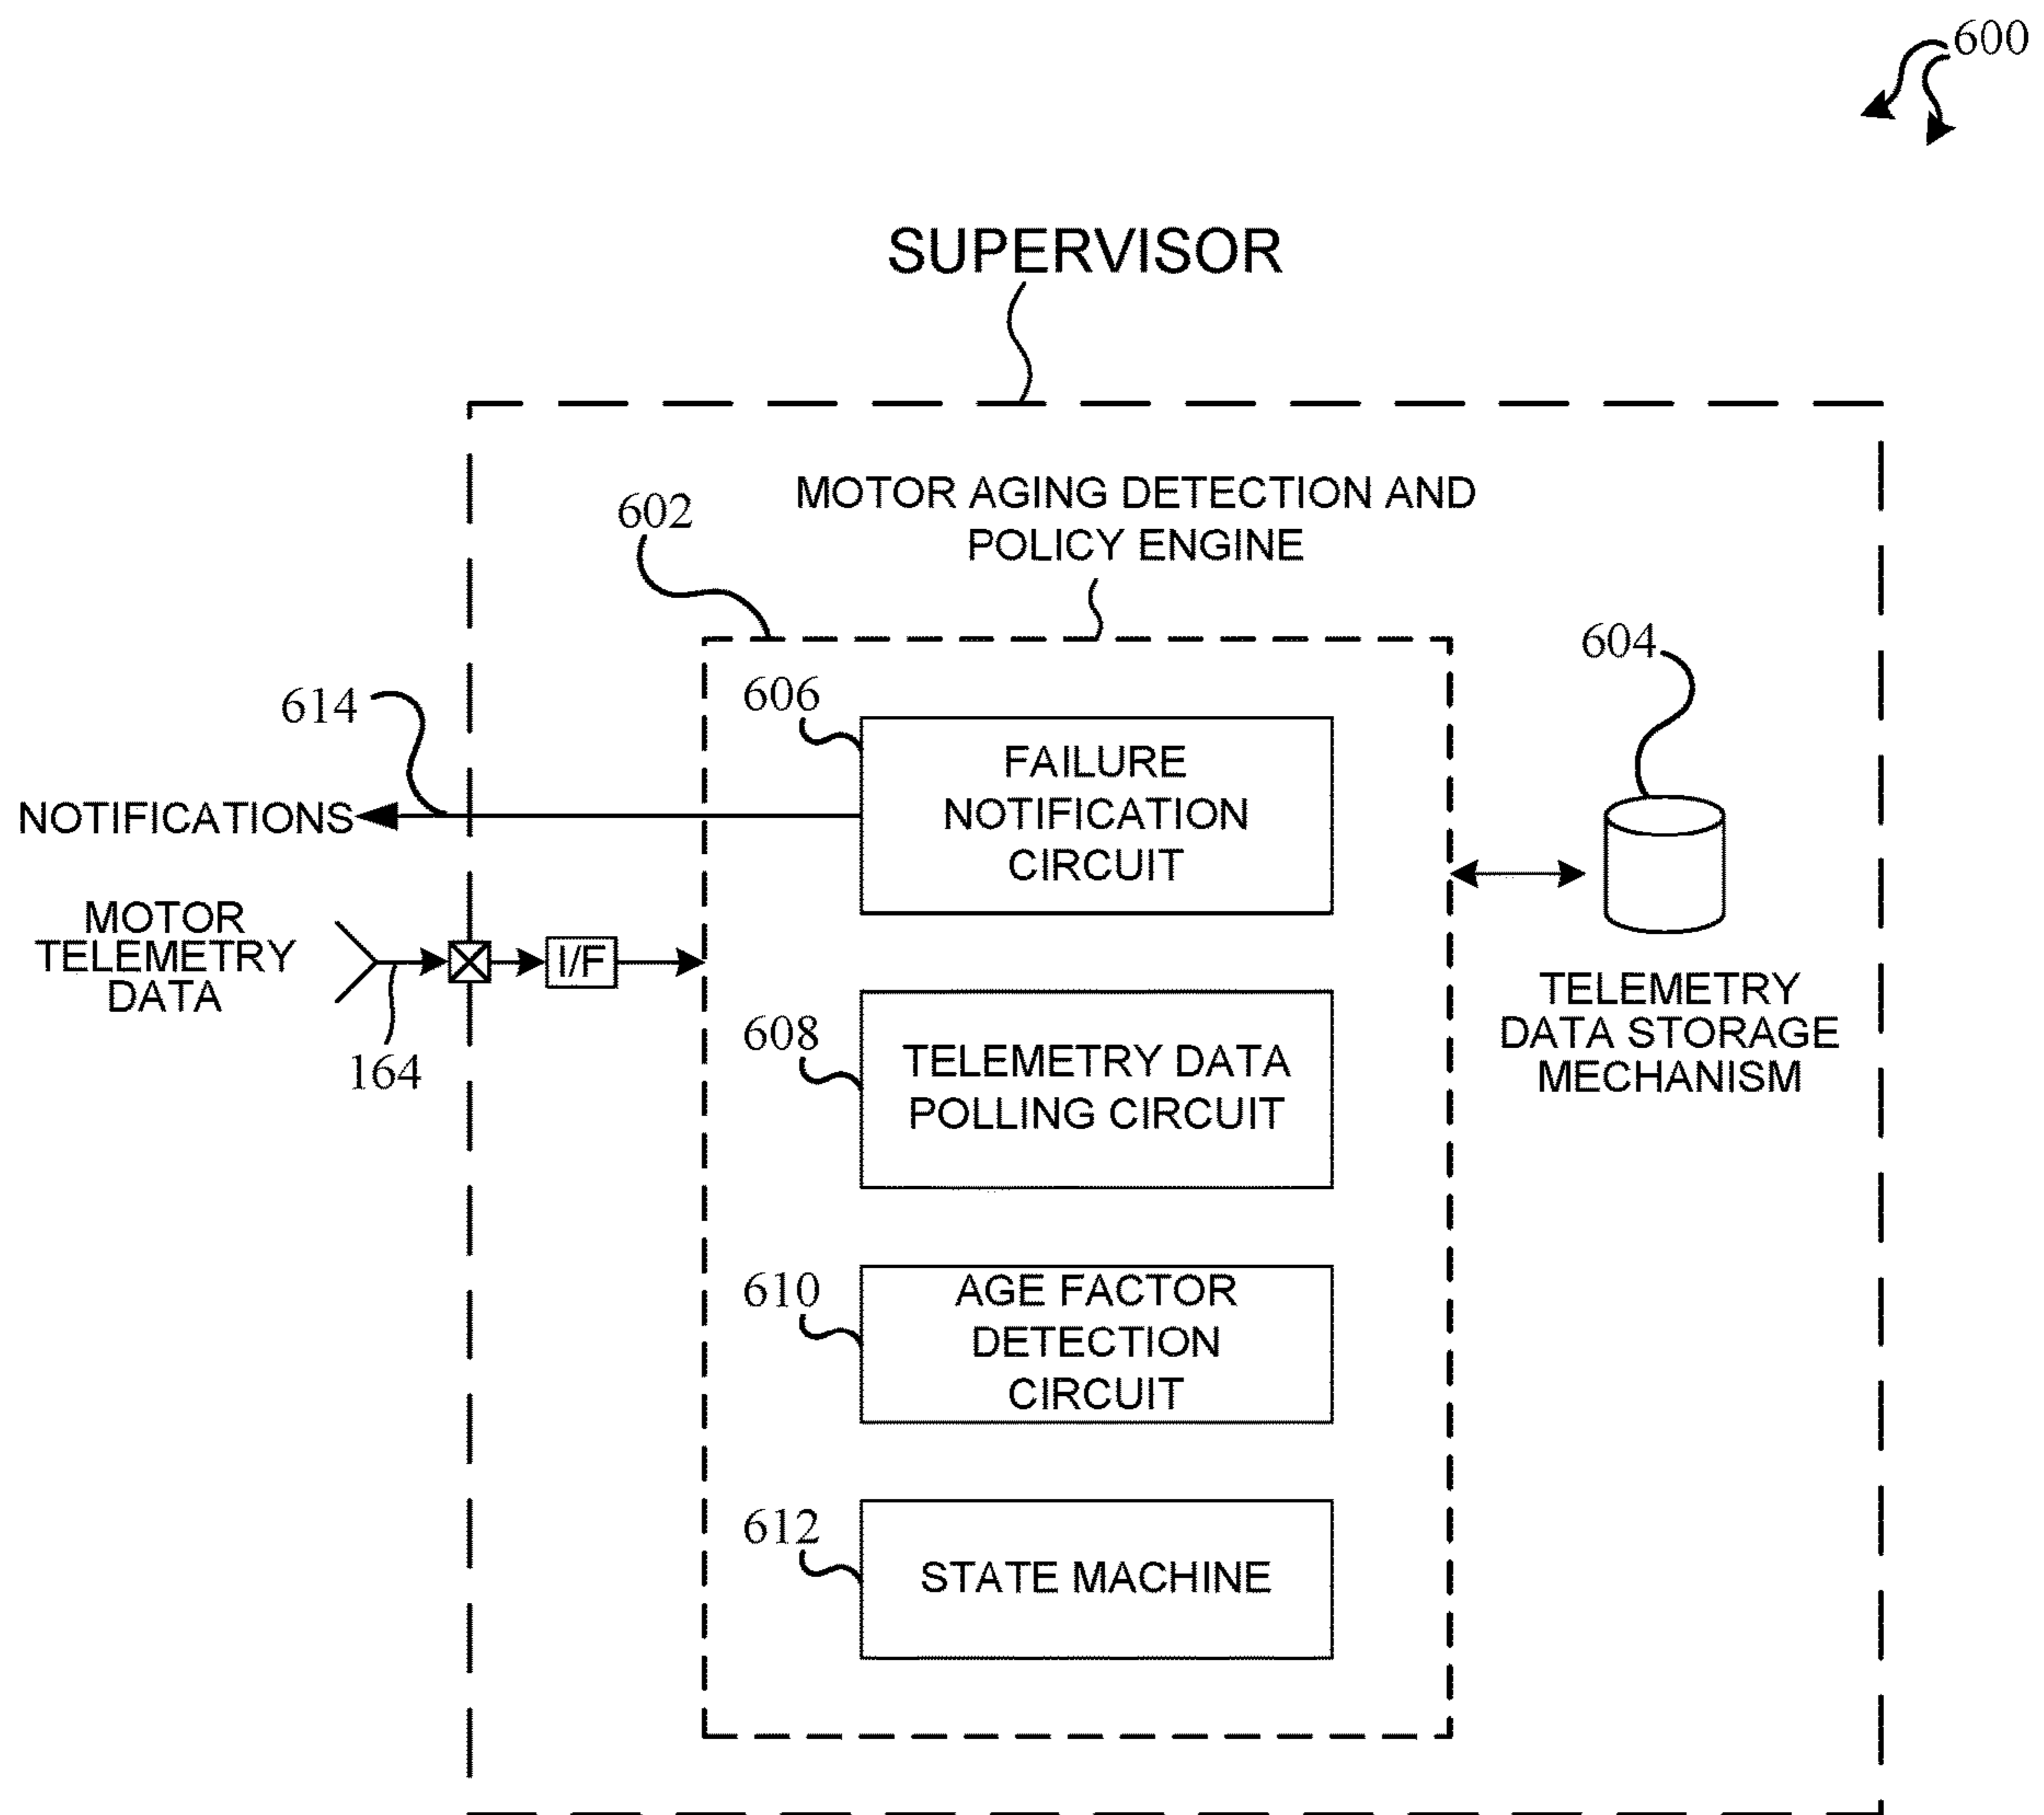 600
SUPERVISOR
MOTOR AGING DETECTION AND
POLICY ENGINE
602
604
606
614
FAILURE
NOTIFICATION
CIRCUIT
NOTIFICATIONS
MOTOR
TELEMETRY
DATA
I/F
164
TELEMETRY
DATA STORAGE
MECHANISM
608
TELEMETRY DATA
POLLING CIRCUIT
610
AGE FACTOR
DETECTION
CIRCUIT
612
STATE MACHINE